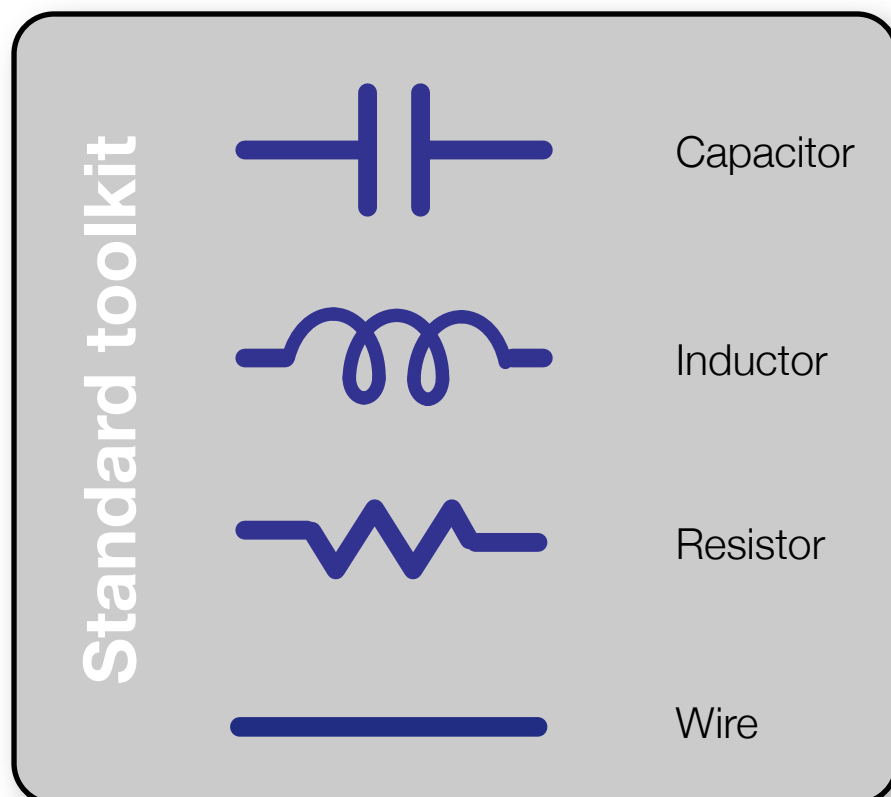 Standard toolkit
Capacitor
Inductor
Resistor
Wire